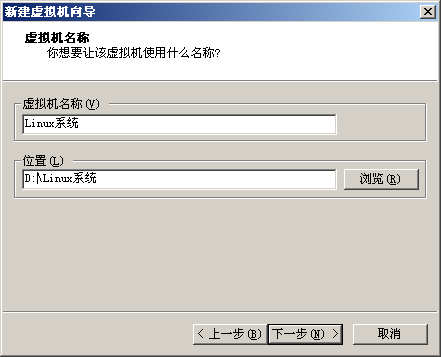 新建虚拟机向导
虚拟机名称
你想要让该虚拟机使用什么名称?
虚拟机名称(V)
Linux系统
位置(L)
D:\Linux系统
浏览(R)
< 上一步(B)
下一步(N) >
取消